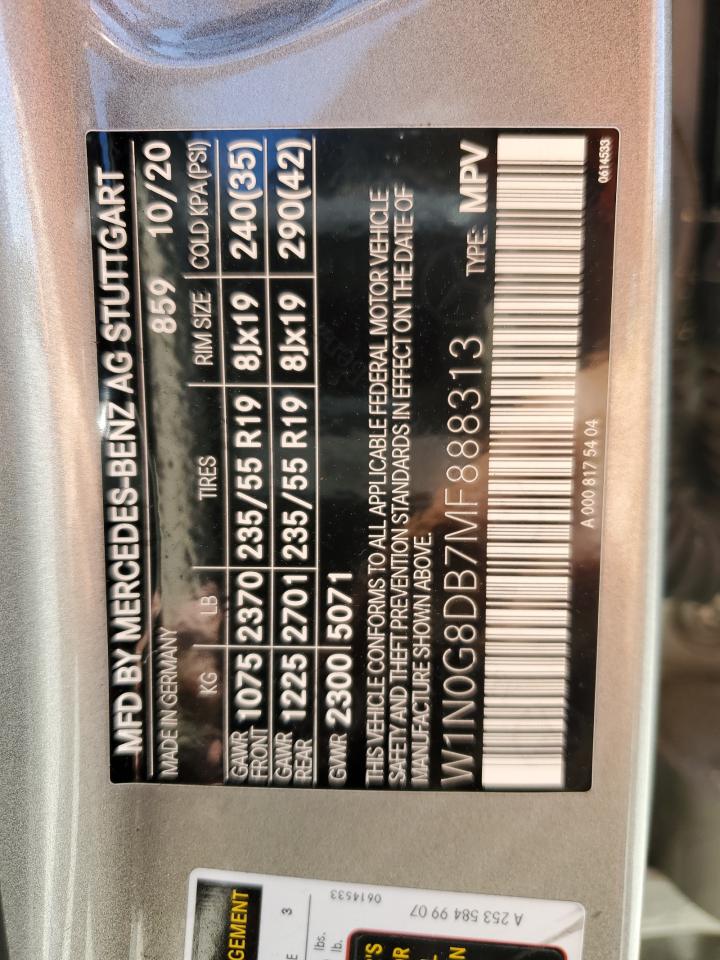 MFD BY MERCEDES-BENZ AG STUTTGART
MADE IN GERMANY 859 10/20
KG LB TIRES RIM SIZE COLD KPA(PSI)
GAWR FRONT 1075 2370 235/55 R19 8Jx19 240(35)
GAWR REAR 1225 2701 235/55 R19 8Jx19 290(42)
GVWR 2300 5071
THIS VEHICLE CONFORMS TO ALL APPLICABLE FEDERAL MOTOR VEHICLE
SAFETY AND THEFT PREVENTION STANDARDS IN EFFECT ON THE DATE OF
MANUFACTURE SHOWN ABOVE.
W1N0G8DB7MF888313 TYPE: MPV
A 000 817 54 04
0614533
GEMENT
E 3
lbs.
lb.
0614533
A 253 584 99 07
'S
OR
L-
N